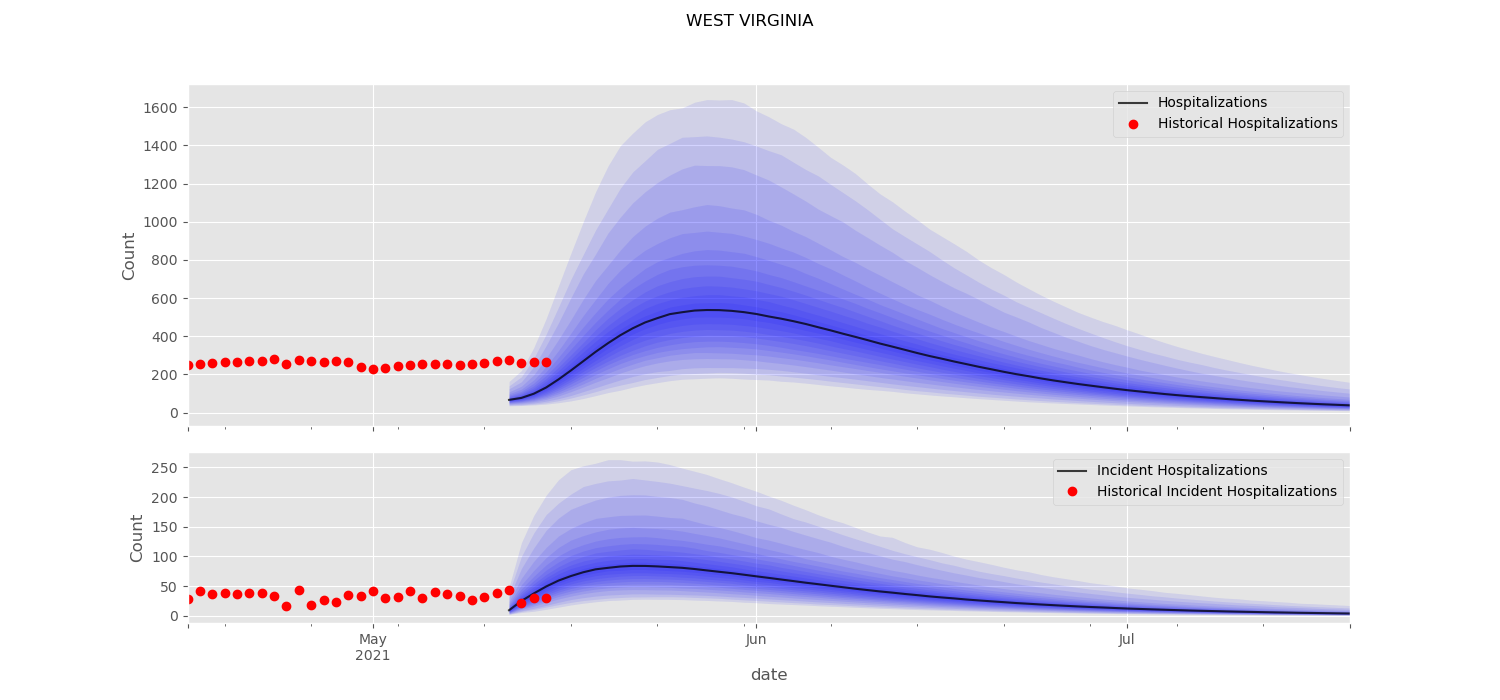 WEST VIRGINIA
1600
1400
1200
1000
800
600
400
200
0
Count
Hospitalizations
Historical Hospitalizations
250
200
150
100
50
0
Count
Incident Hospitalizations
Historical Incident Hospitalizations
May
2021
Jun
Jul
date